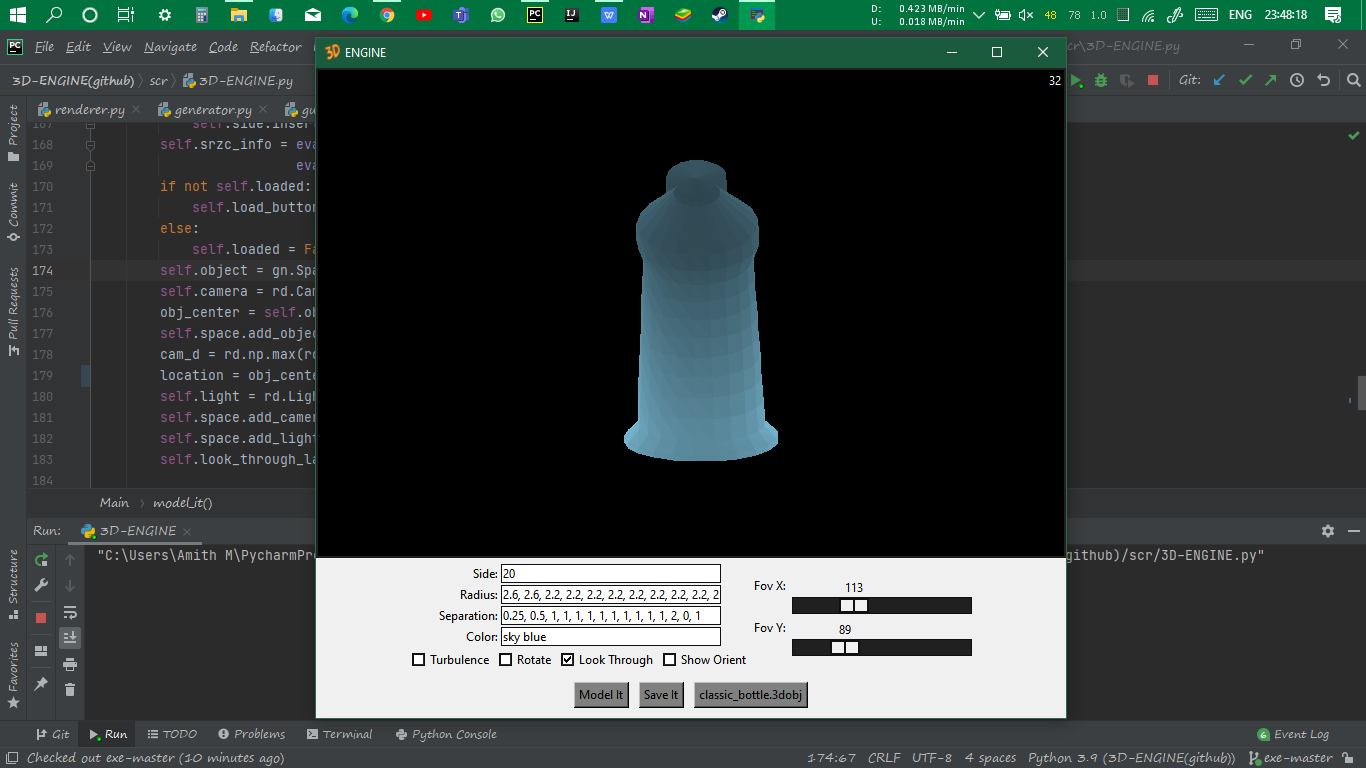 D: 0.423 MB/min
U: 0.018 MB/min
48 78 1.0
ENG 23:48:18
PC File Edit View Navigate Code Refactor
3D ENGINE
cr\3D-ENGINE.py
3D-ENGINE(github) scr 3D-ENGINE.py
Git:
renderer.py generator.py gu
32
167 self.side.inser
168 self.srzc_info = eva
169 eva
170 if not self.loaded:
171 self.load_button
172 else:
173 self.loaded = Fa
174 self.object = gn.Spa
175 self.camera = rd.Cam
176 obj_center = self.ob
177 self.space.add_objec
178 cam_d = rd.np.max(rd
179 location = obj_cente
180 self.light = rd.Ligh
181 self.space.add_camer
182 self.space.add_light
183 self.look_through_la
184
Project
Commit
Pull Requests
Structure
Favorites
Main model_it()
Run: 3D-ENGINE
"C:\Users\Amith M\PycharmPr
github)/scr/3D-ENGINE.py"
Side: 20
Radius: 2.6, 2.6, 2.2, 2.2, 2.2, 2.2, 2.2, 2.2, 2.2, 2.2, 2
Separation: 0.25, 0.5, 1, 1, 1, 1, 1, 1, 1, 1, 1, 1, 2, 0, 1
Color: sky blue
Fov X: 113
Fov Y: 89
Turbulence Rotate Look Through Show Orient
Model It Save It classic_bottle.3dobj
Git Run TODO Problems Terminal Python Console
6 Event Log
Checked out exe-master (10 minutes ago)
174:67 CRLF UTF-8 4 spaces Python 3.9 (3D-ENGINE(github)) exe-master